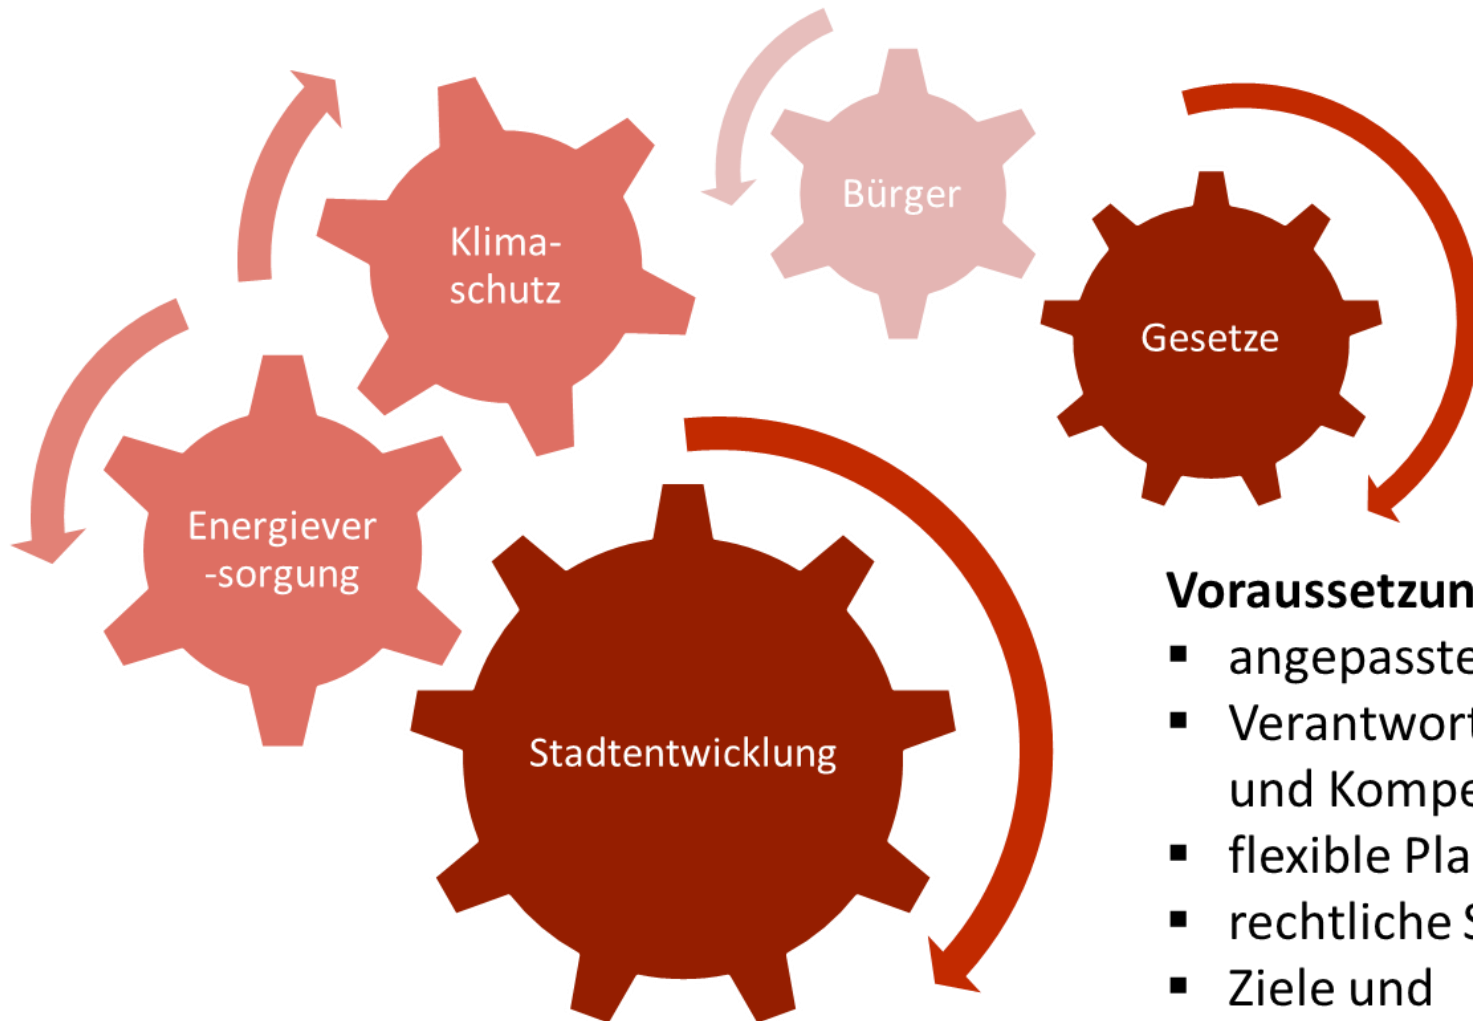 Bürger
Klima-
schutz
Gesetze
Energiever
-sorgung
Stadtentwicklung
Voraussetzun
▪ angepasste
▪ Verantwort
und Kompe
▪ flexible Pla
▪ rechtliche S
▪ Ziele und